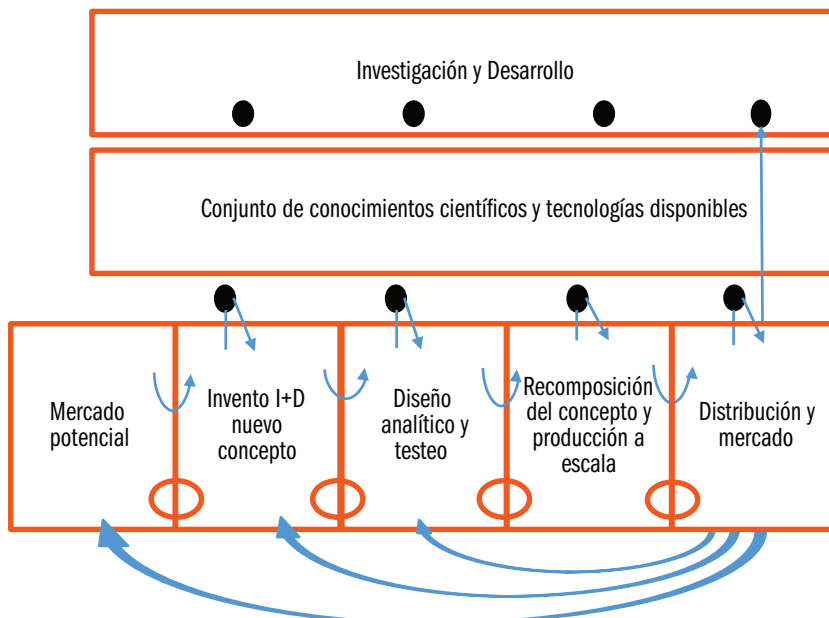 Investigación y Desarrollo
Conjunto de conocimientos científicos y tecnologías disponibles
Mercado
potencial
Invento I+D
nuevo
concepto
Diseño
analítico y
testeo
Recomposición
del concepto y
producción a
escala
Distribución y
mercado